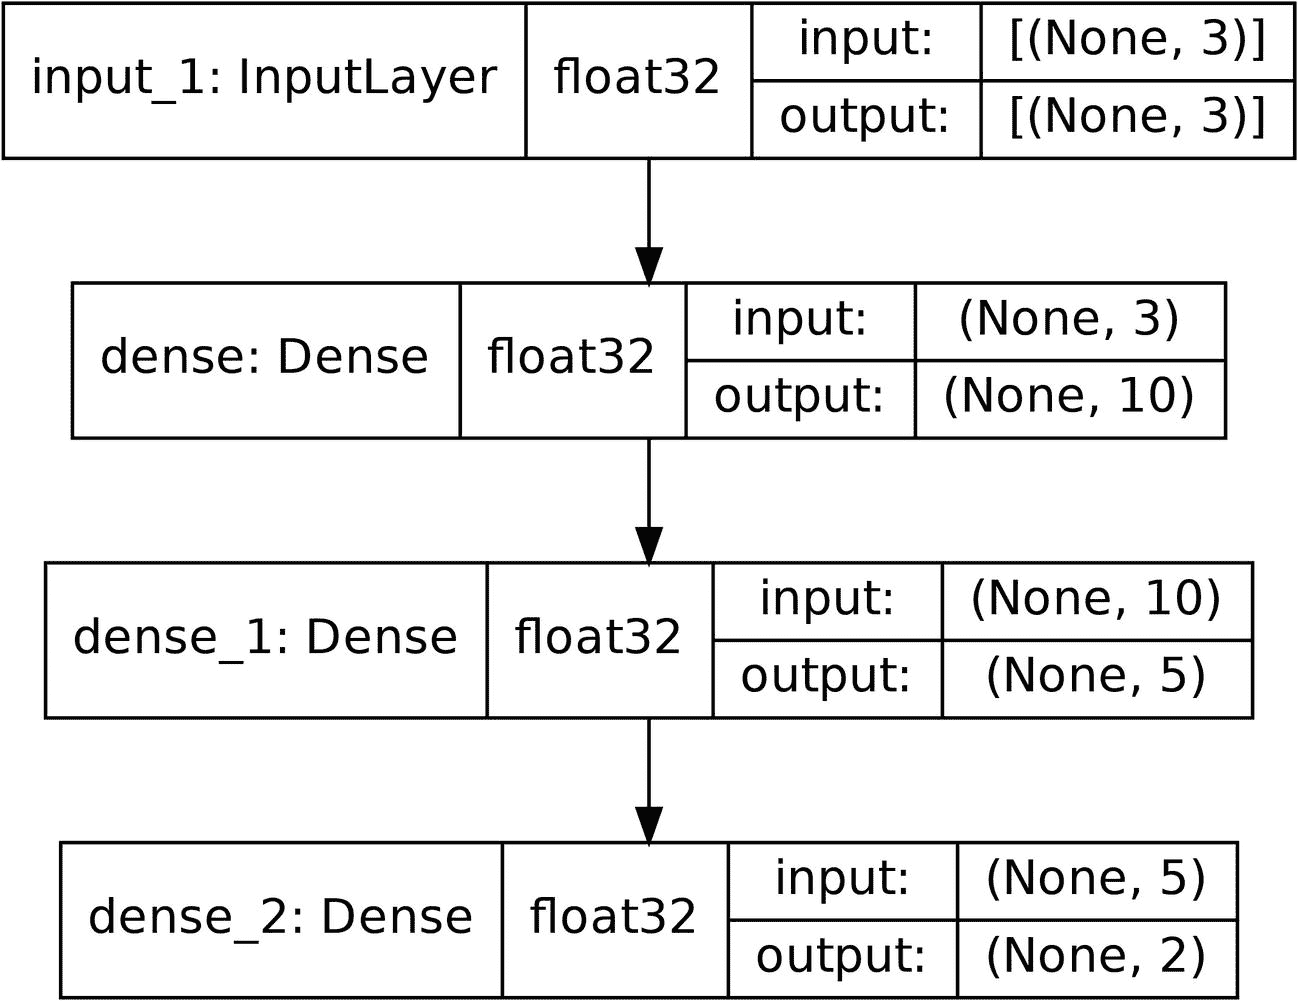 input_1: InputLayer float32 input: [(None, 3)]
output: [(None, 3)]
dense: Dense float32 input: (None, 3)
output: (None, 10)
dense_1: Dense float32 input: (None, 10)
output: (None, 5)
dense_2: Dense float32 input: (None, 5)
output: (None, 2)